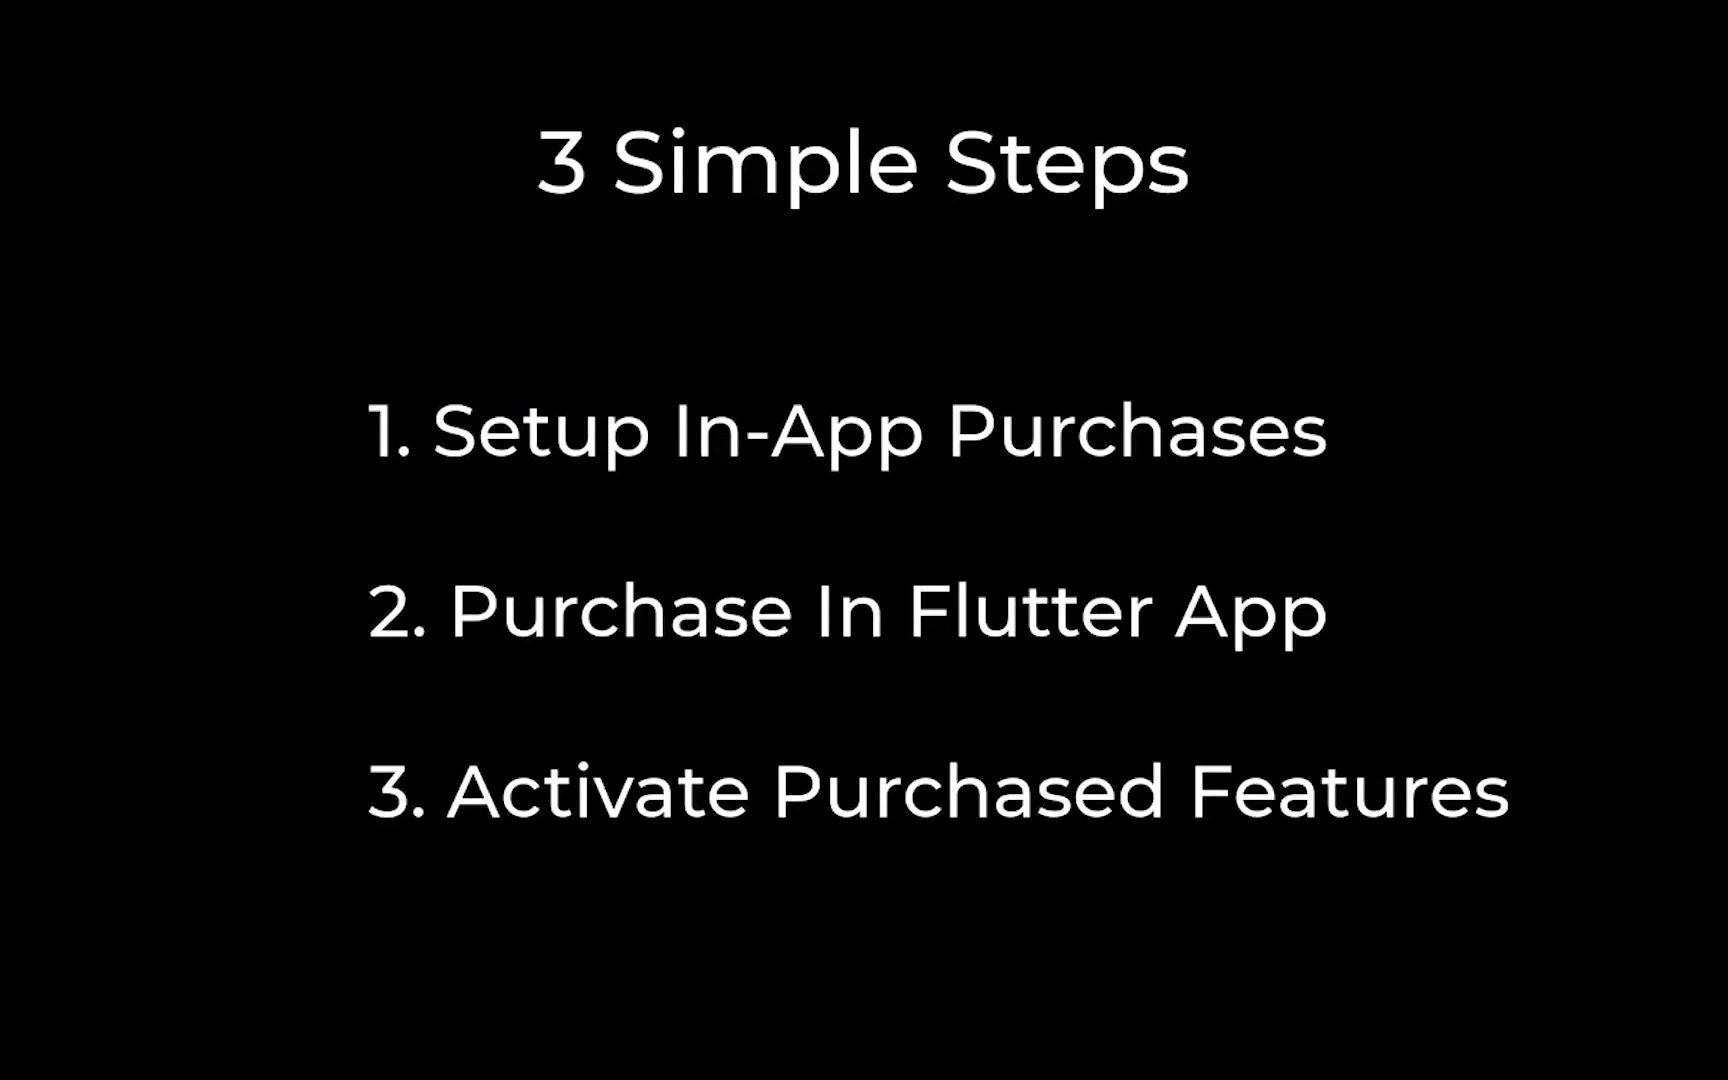 3 Simple Steps
1. Setup In-App Purchases
2. Purchase In Flutter App
3. Activate Purchased Features